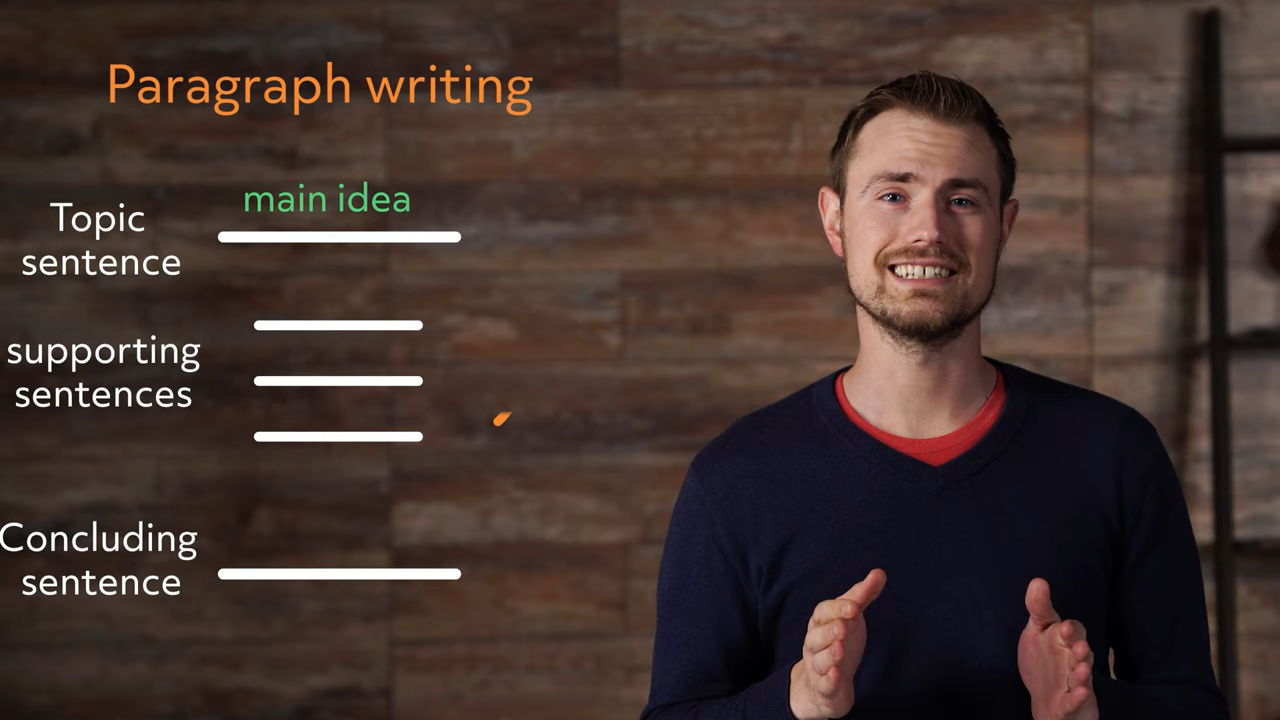 Paragraph writing
main idea
Topic
sentence
supporting
sentences
Concluding
sentence